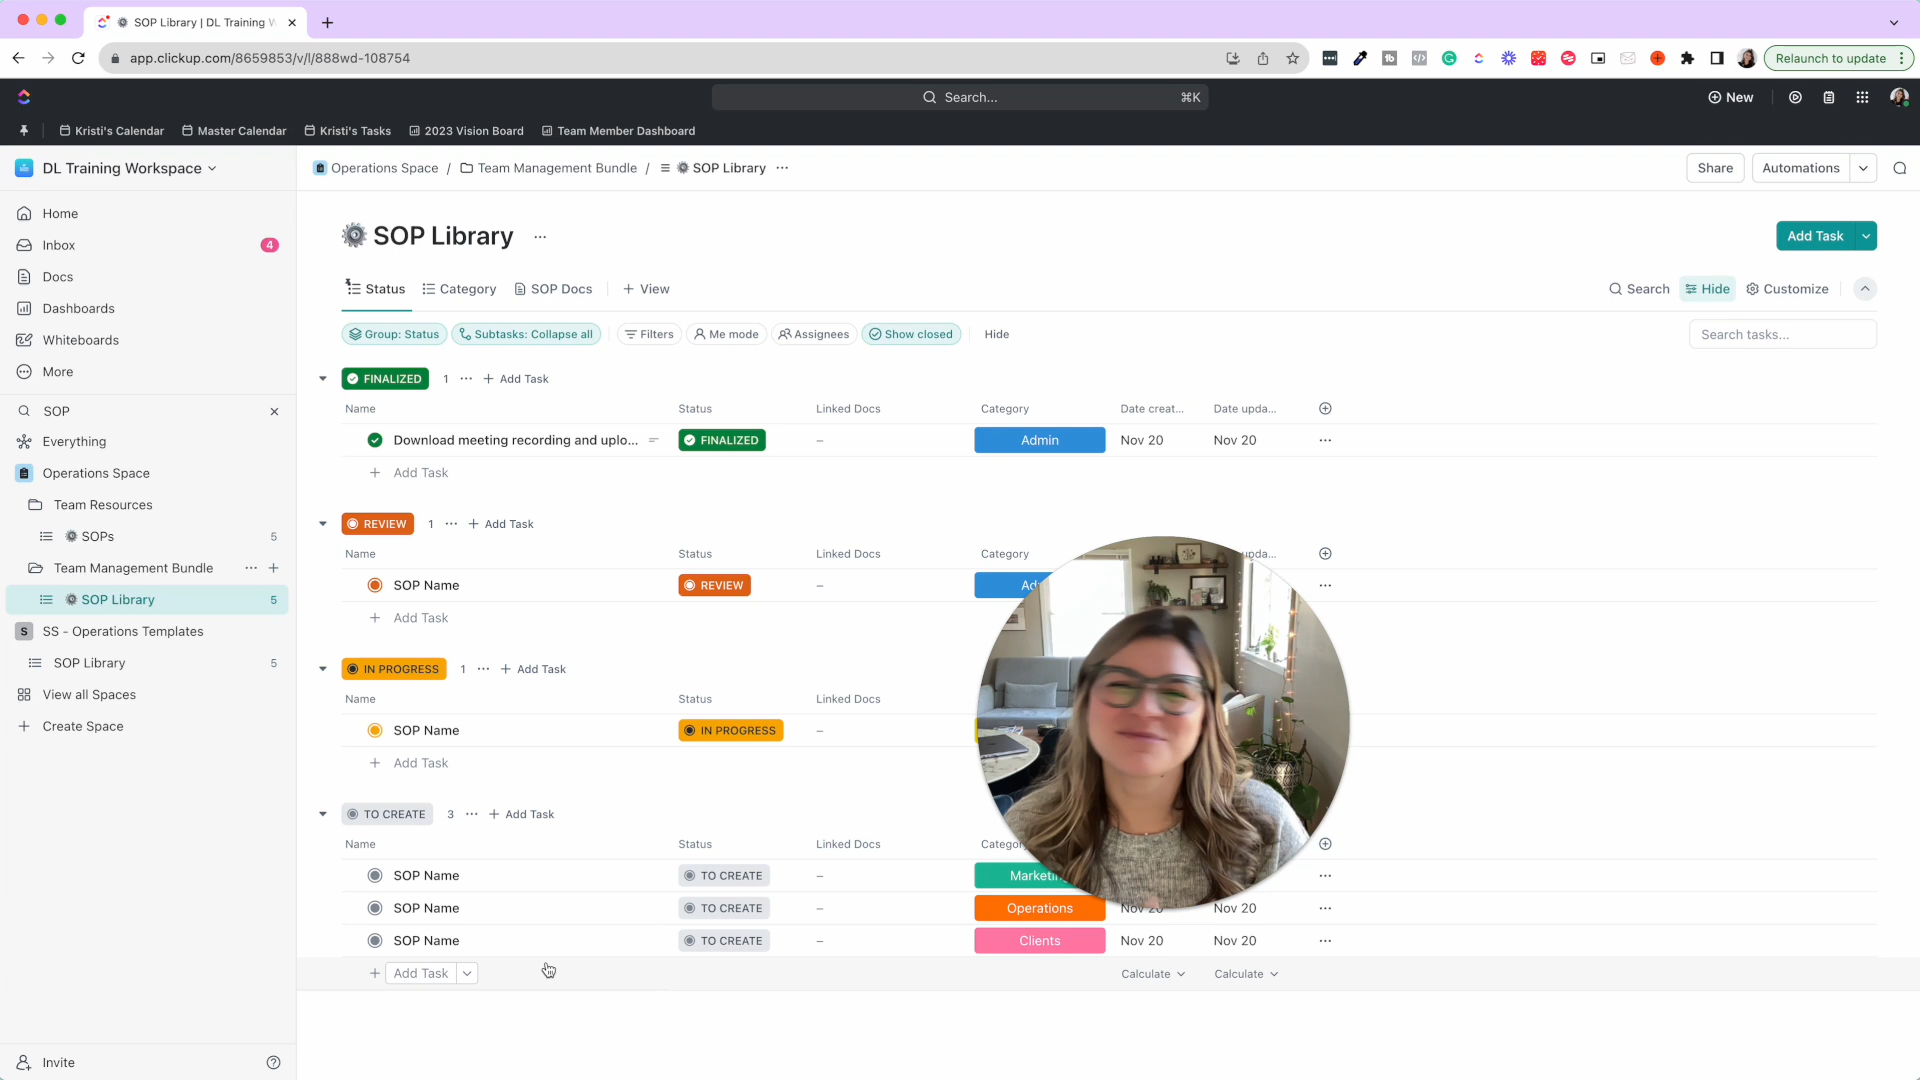 SOP Library | DL Training W
app.clickup.com/8659853/v/l/888wd-108754
Relaunch to update
Search...
⌘K
New
Kristi's Calendar
Master Calendar
Kristi's Tasks
2023 Vision Board
Team Member Dashboard
DL Training Workspace
Operations Space / Team Management Bundle / SOP Library
Share
Automations
Home
Inbox 4
Docs
Dashboards
Whiteboards
More
SOP
Everything
Operations Space
Team Resources
SOPs 5
Team Management Bundle
SOP Library 5
S SS - Operations Templates
SOP Library 5
View all Spaces
Create Space
Invite
SOP Library
Add Task
Status
Category
SOP Docs
+ View
Search
Hide
Customize
Group: Status
Subtasks: Collapse all
Filters
Me mode
Assignees
Show closed
Hide
Search tasks...
FINALIZED 1 ... + Add Task
Name Status Linked Docs Category Date creat... Date upda...
Download meeting recording and uplo... FINALIZED – Admin Nov 20 Nov 20
+ Add Task
REVIEW 1 ... + Add Task
Name Status Linked Docs Category upda...
SOP Name REVIEW –
+ Add Task
IN PROGRESS 1 ... + Add Task
Name Status Linked Docs
SOP Name IN PROGRESS –
+ Add Task
TO CREATE 3 ... + Add Task
Name Status Linked Docs
SOP Name TO CREATE –
SOP Name TO CREATE – Operations Nov 20 Nov 20
SOP Name TO CREATE – Clients Nov 20 Nov 20
+ Add Task
Calculate Calculate